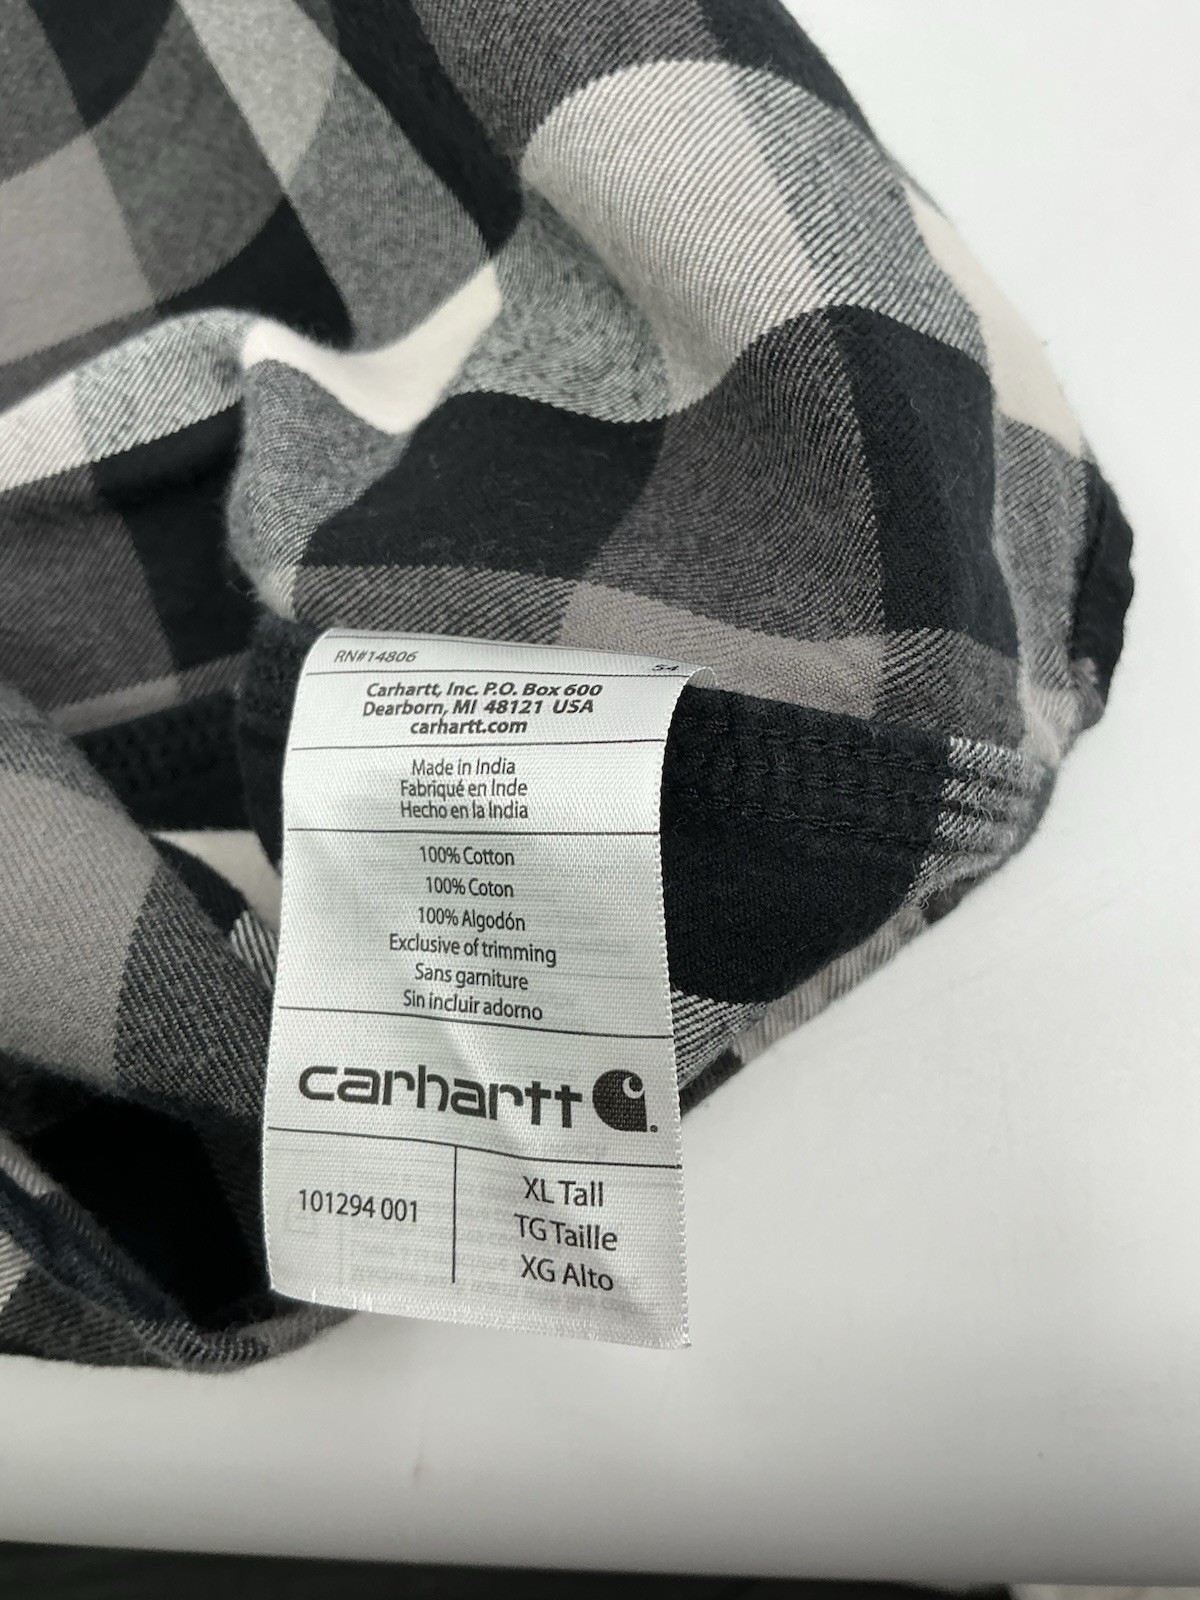 RN#14806
54
Carhartt, Inc. P.O. Box 600
Dearborn, MI 48121 USA
carhartt.com
Made in India
Fabriqué en Inde
Hecho en la India
100% Cotton
100% Coton
100% Algodón
Exclusive of trimming
Sans garniture
Sin incluir adorno
carhartt
101294 001
XL Tall
TG Taille
XG Alto